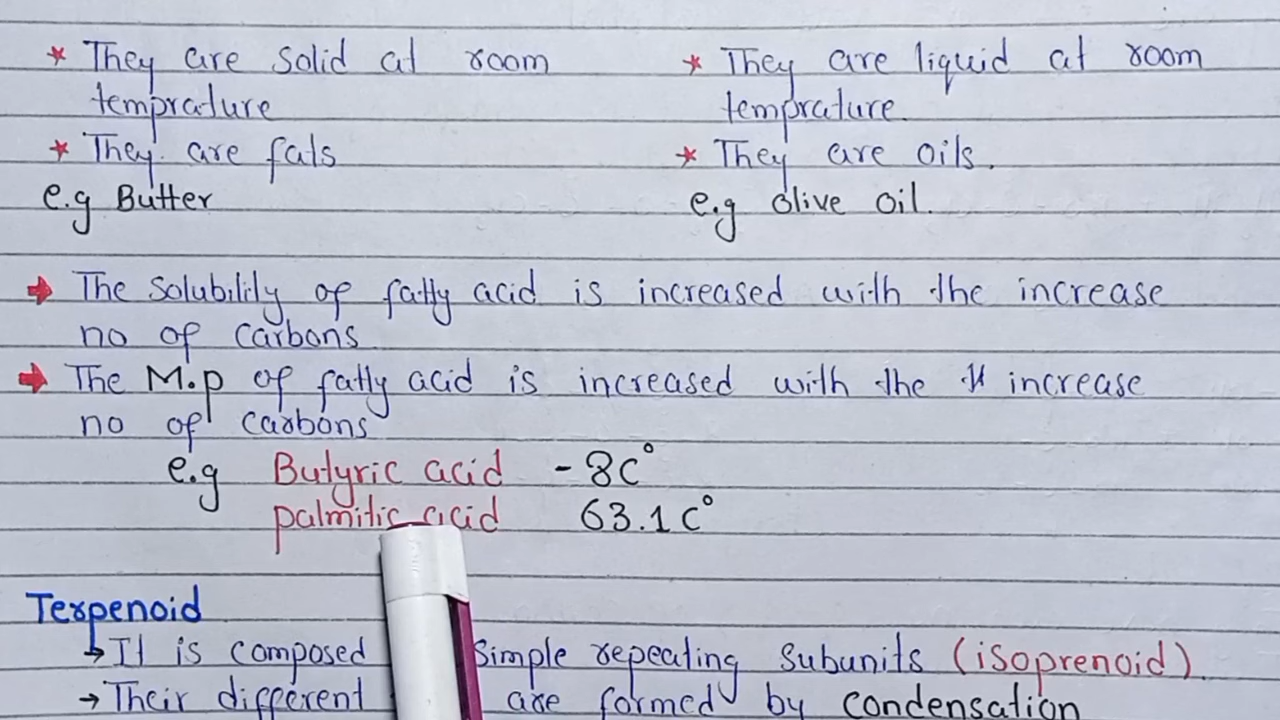 * They are solid at room
temprature
* They are fats
e.g Butter
* They are liquid at room
temprature.
* They are oils.
e.g Olive oil.
→ The solubility of fatty acid is increased with the increase
no of carbons
→ The M.p of fatty acid is increased with the increase
no of carbons
e.g Butyric acid -8C°
palmitic acid 63.1C°
Terpenoid
→ It is composed simple repeating subunits (isoprenoid).
→ Their different are formed by condensation